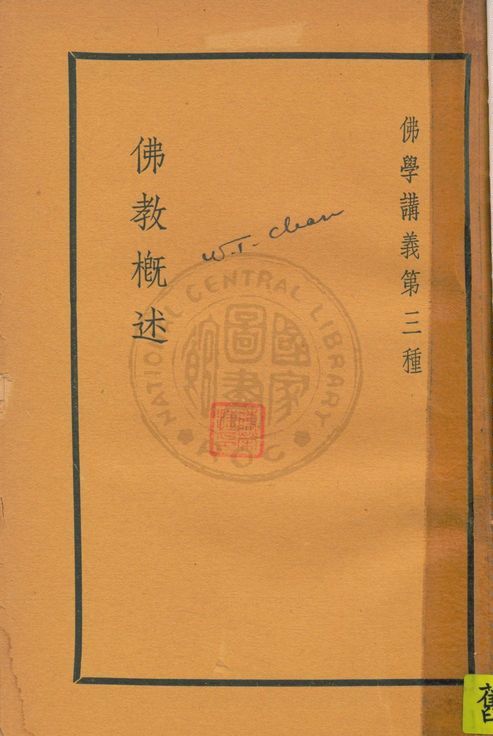 佛學講義第三種
佛教概述
W.T. Chan
NATIONAL CENTRAL LIBRARY
國家圖書館
ROC
舊